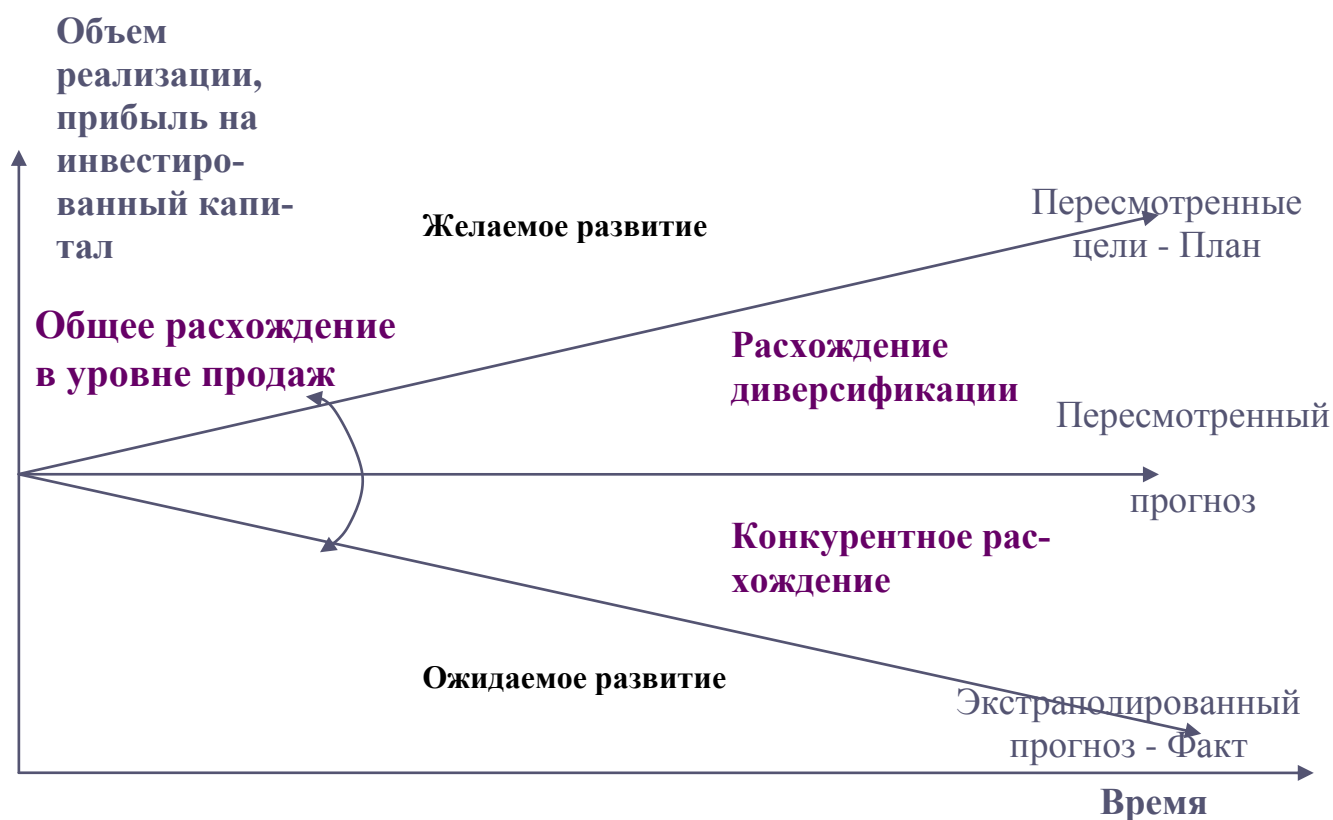 Объем
реализации,
прибыль на
инвестиро-
ванный капи-
тал
Желаемое развитие
Пересмотренные
цели - План
Общее расхождение
в уровне продаж
Расхождение
диверсификации
Пересмотренный
прогноз
Конкурентное рас-
хождение
Ожидаемое развитие
Экстраполированный
прогноз - Факт
Время